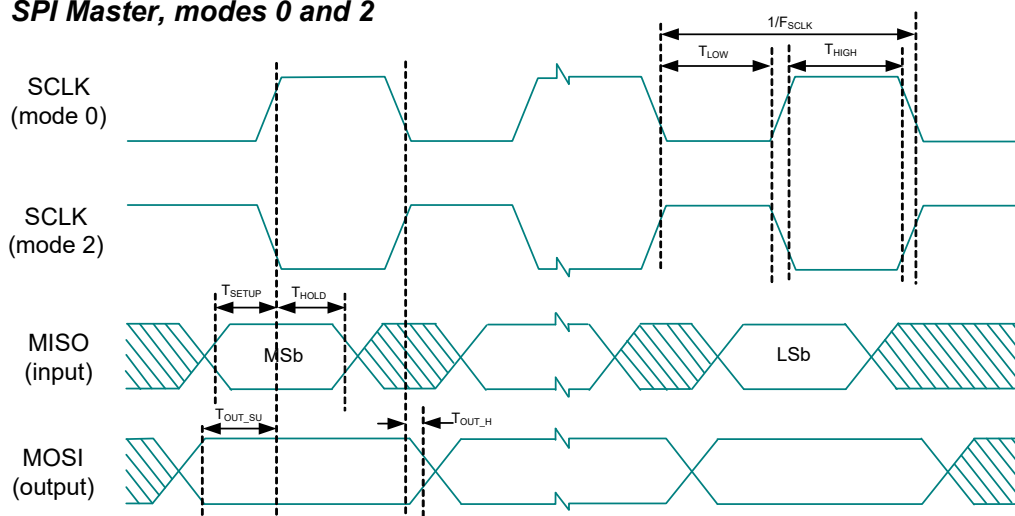 SPI Master, modes 0 and 2
1/FSCLK
TLOW
THIGH
SCLK
(mode 0)
SCLK
(mode 2)
TSETUP
THOLD
MISO
(input)
MSb
LSb
TOUT_SU
TOUT_H
MOSI
(output)